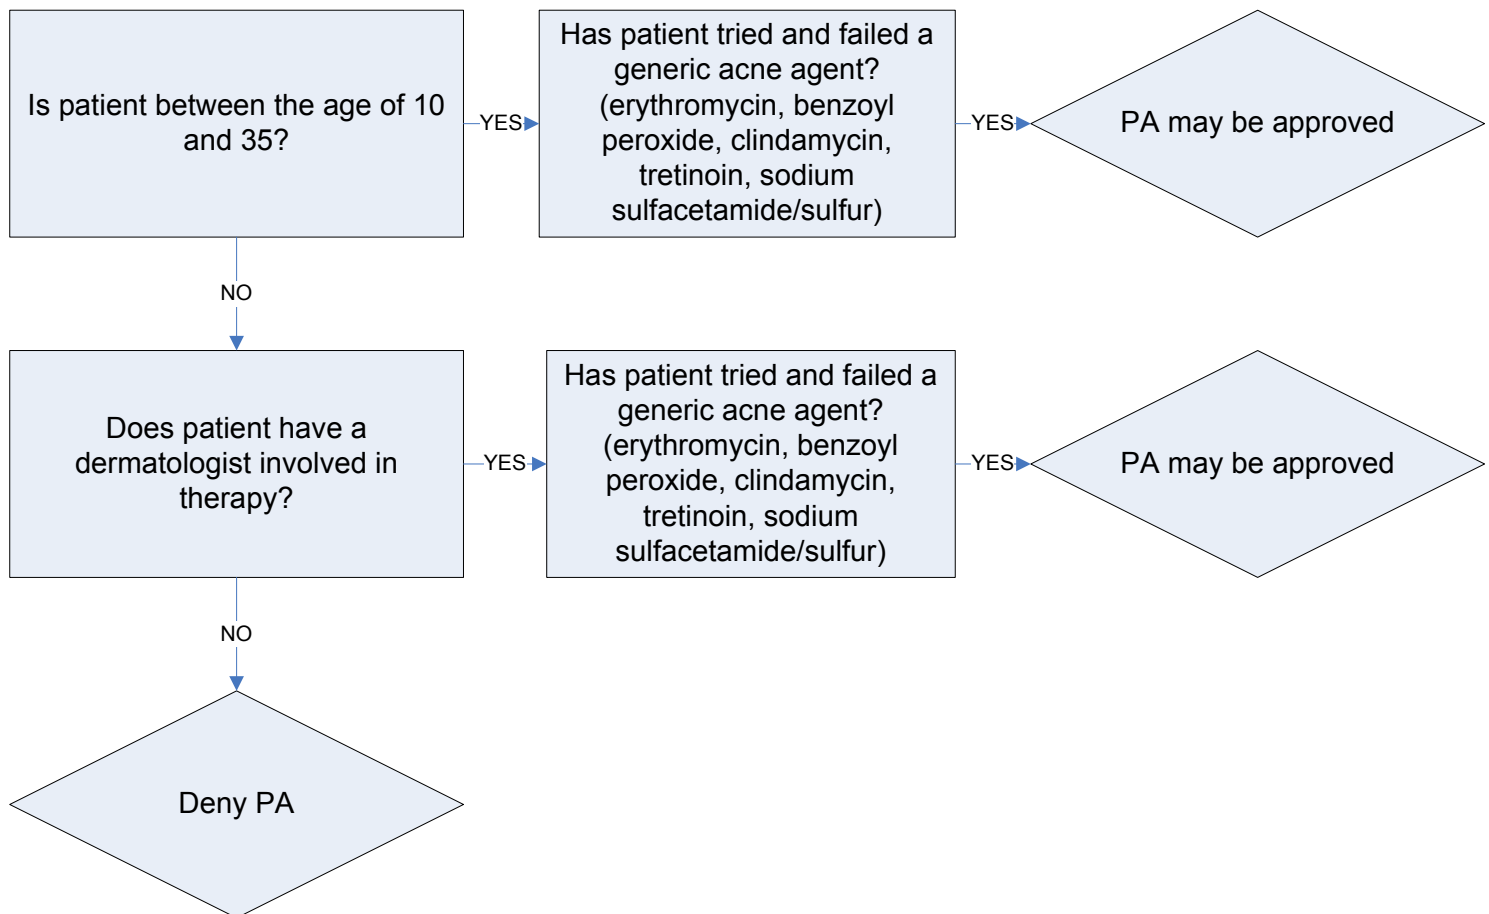 Is patient between the age of 10
and 35?
YES
Has patient tried and failed a
generic acne agent?
(erythromycin, benzoyl
peroxide, clindamycin,
tretinoin, sodium
sulfacetamide/sulfur)
YES
PA may be approved
NO
Does patient have a
dermatologist involved in
therapy?
YES
Has patient tried and failed a
generic acne agent?
(erythromycin, benzoyl
peroxide, clindamycin,
tretinoin, sodium
sulfacetamide/sulfur)
YES
PA may be approved
NO
Deny PA